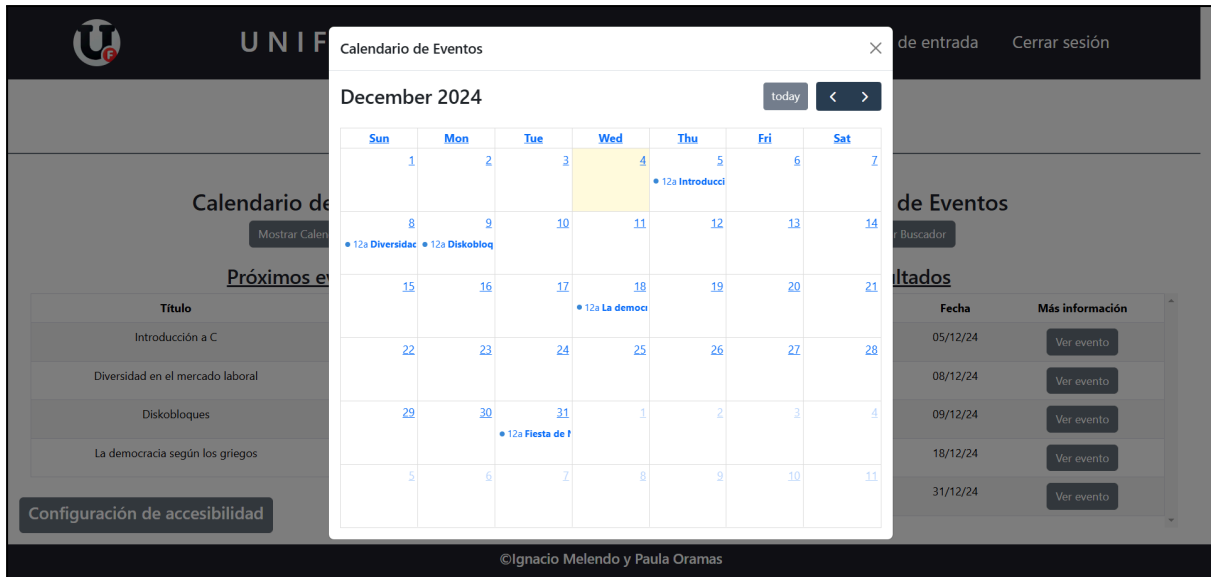 UNIF
de entrada
Cerrar sesión
Calendario de Eventos
December 2024
today
Sun Mon Tue Wed Thu Fri Sat
1 2 3 4 5 6 7
12a Introducci
8 9 10 11 12 13 14
12a Diversidad 12a Diskobloq
15 16 17 18 19 20 21
12a La democr
22 23 24 25 26 27 28
29 30 31 1 2 3 4
12a Fiesta de N
5 6 7 8 9 10 11
Calendario de
Mostrar Calen
Próximos e
Título
Introducción a C
Diversidad en el mercado laboral
Diskobloques
La democracia según los griegos
Configuración de accesibilidad
de Eventos
r Buscador
ltados
Fecha Más información
05/12/24 Ver evento
08/12/24 Ver evento
09/12/24 Ver evento
18/12/24 Ver evento
31/12/24 Ver evento
©Ignacio Melendo y Paula Oramas